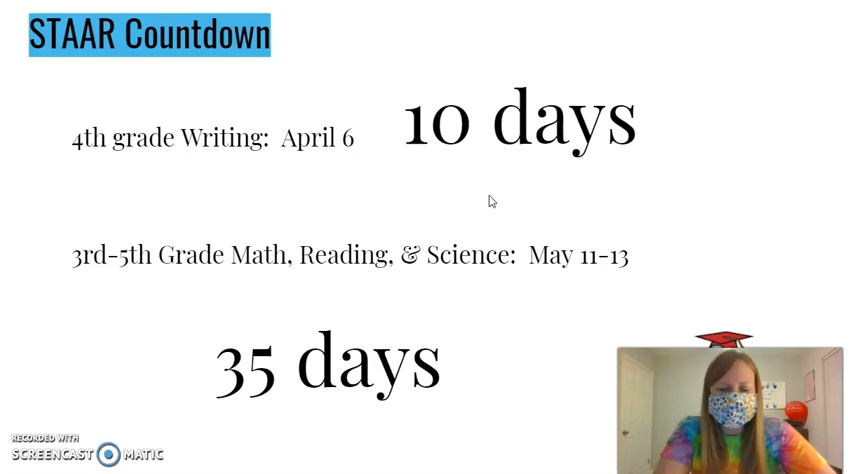 STAAR Countdown
4th grade Writing: April 6
10 days
3rd-5th Grade Math, Reading, & Science: May 11-13
35 days
RECORDED WITH
SCREENCAST MATIC